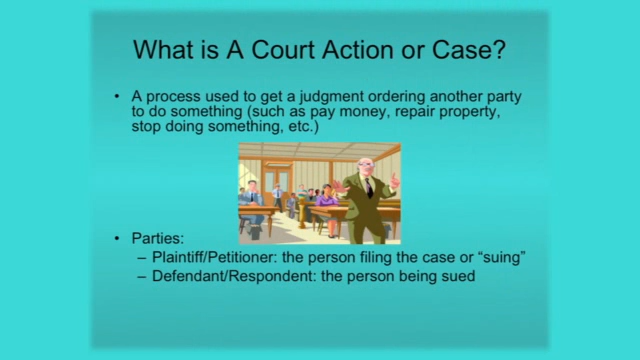 What is A Court Action or Case?
• A process used to get a judgment ordering another party
to do something (such as pay money, repair property,
stop doing something, etc.)
• Parties:
– Plaintiff/Petitioner: the person filing the case or “suing”
– Defendant/Respondent: the person being sued